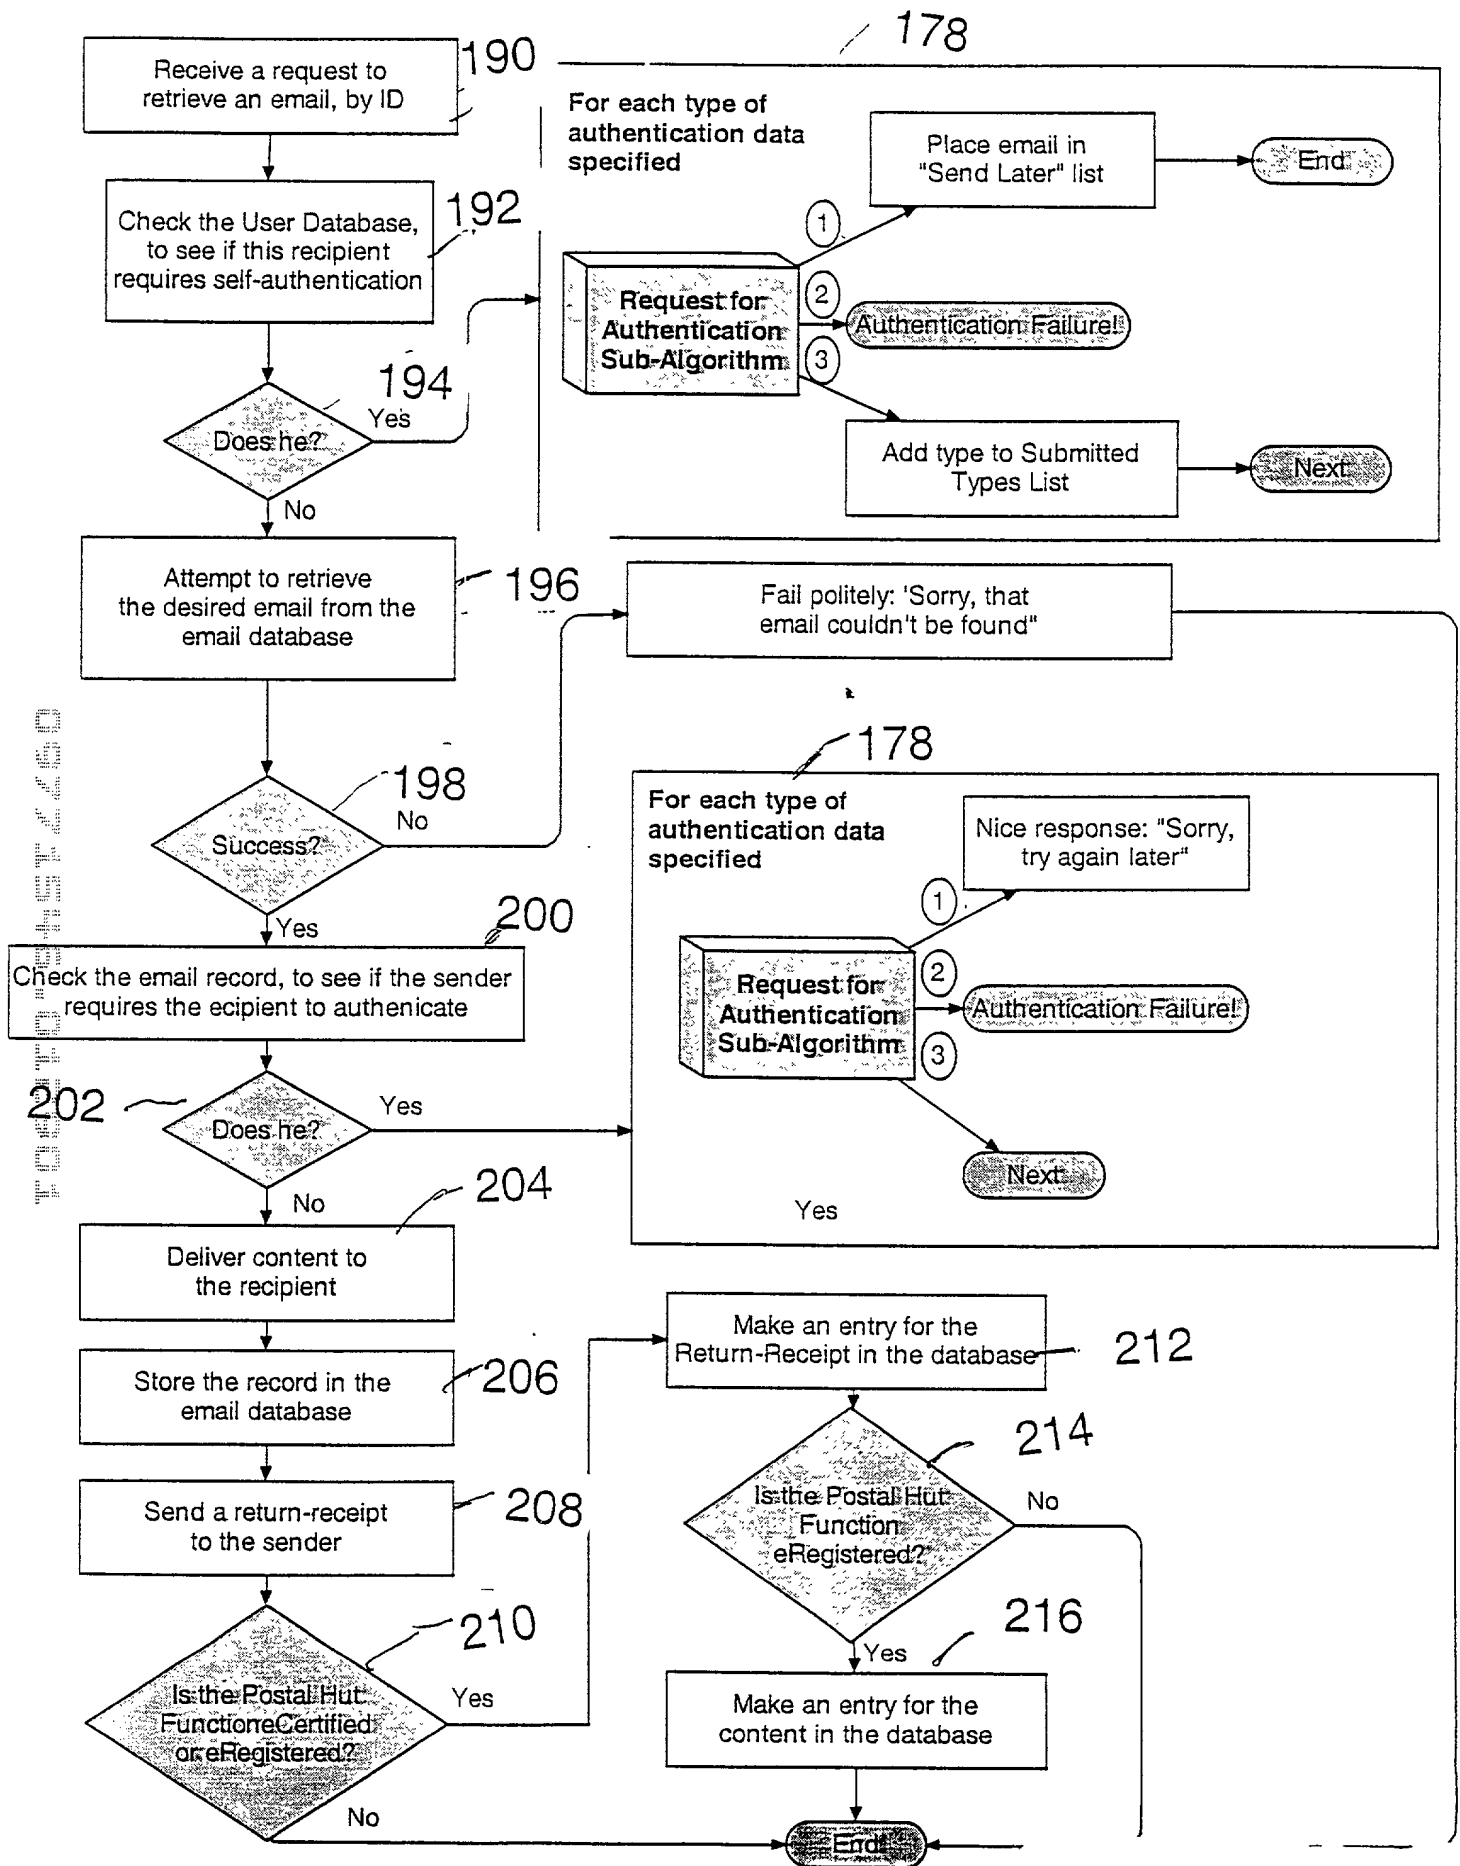 178
Receive a request to
retrieve an email, by ID
190
For each type of
authentication data
specified
Place email in
"Send Later" list
End
Check the User Database,
to see if this recipient
requires self-authentication
192
1
2
3
Request for
Authentication
Sub-Algorithm
Authentication Failure!
194
Does he?
Yes
No
Add type to Submitted
Types List
Next
Attempt to retrieve
the desired email from the
email database
196
Fail politely: 'Sorry, that
email couldn't be found"
198
Success?
No
Yes
178
For each type of
authentication data
specified
Nice response: "Sorry,
try again later"
1
2
3
Request for
Authentication
Sub-Algorithm
Authentication Failure!
Next
Yes
200
Check the email record, to see if the sender
requires the ecipient to authenicate
202
Does he?
Yes
No
204
Deliver content to
the recipient
206
Store the record in the
email database
208
Send a return-receipt
to the sender
210
Is the Postal Hut
Function eCertified
or eRegistered?
Yes
No
Make an entry for the
Return-Receipt in the database
212
214
Is the Postal Hut
Function
eRegistered?
No
Yes
216
Make an entry for the
content in the database
End!